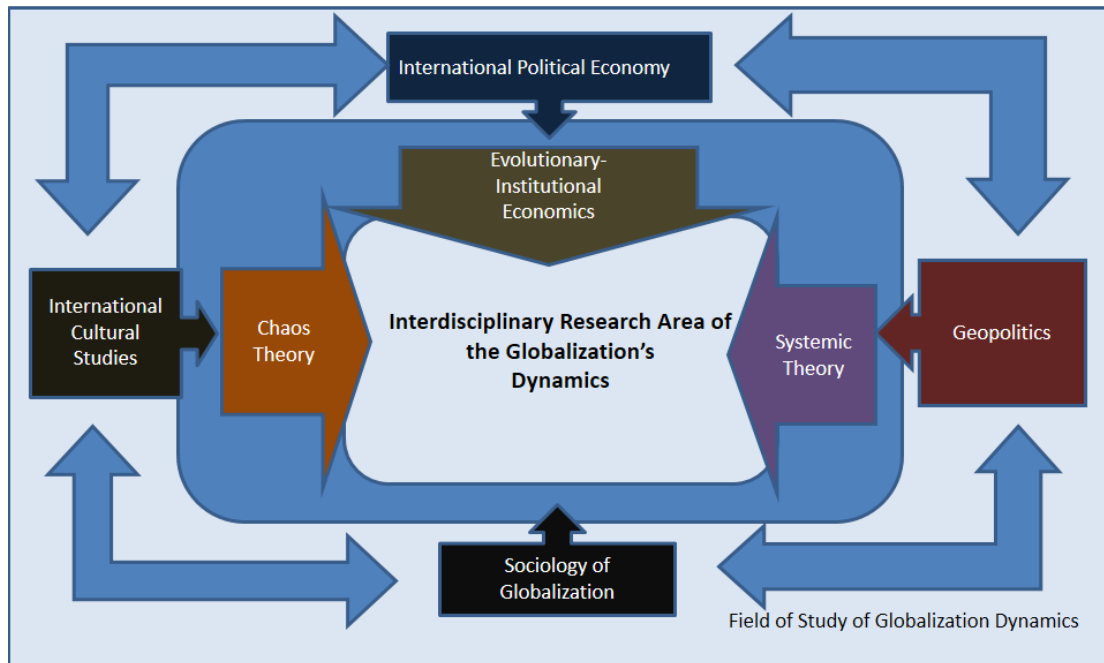 International Political Economy
Evolutionary-
Institutional
Economics
International
Cultural
Studies
Chaos
Theory
Interdisciplinary Research Area of
the Globalization's
Dynamics
Systemic
Theory
Geopolitics
Sociology of
Globalization
Field of Study of Globalization Dynamics